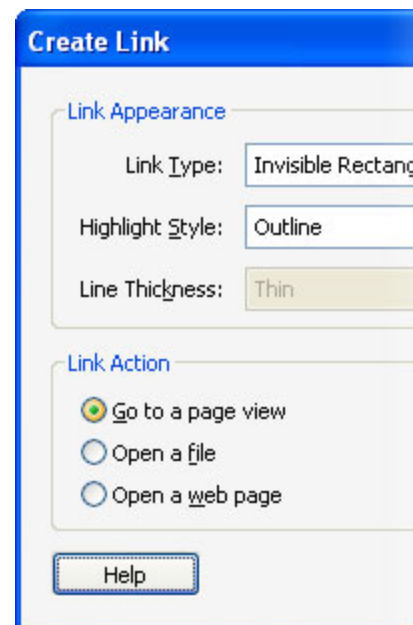 Create Link
Link Appearance
Link Type: Invisible Rectang
Highlight Style: Outline
Line Thickness: Thin
Link Action
Go to a page view
Open a file
Open a web page
Help